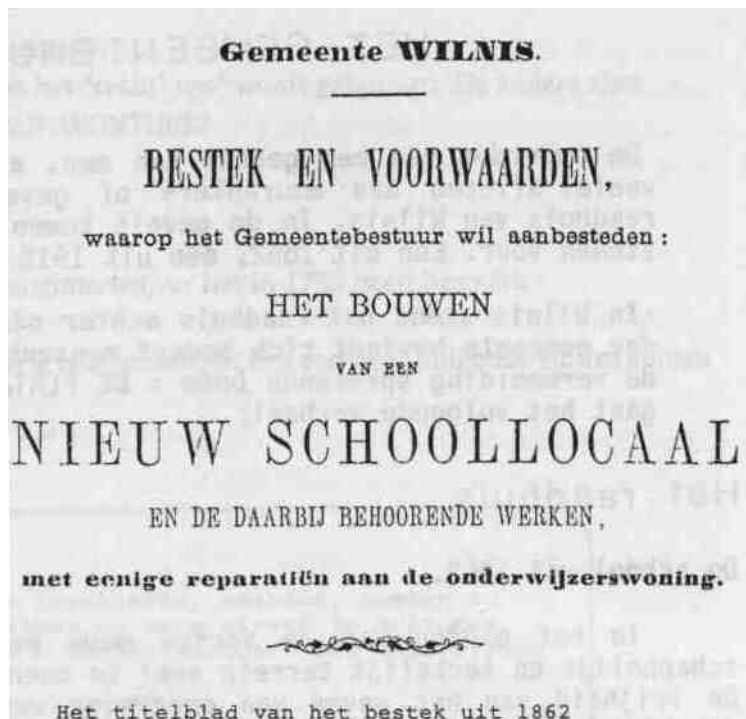 Gemeente WILNIS.
BESTEK EN VOORWAARDEN,
waarop het Gemeentebestuur wil aanbesteden:
HET BOUWEN
VAN EEN
NIEUW SCHOOLLOCAAL
EN DE DAARBIJ BEHOORENDE WERKEN,
met eenige reparatiën aan de onderwijzerswoning.
Het titelblad van het bestek uit 1862